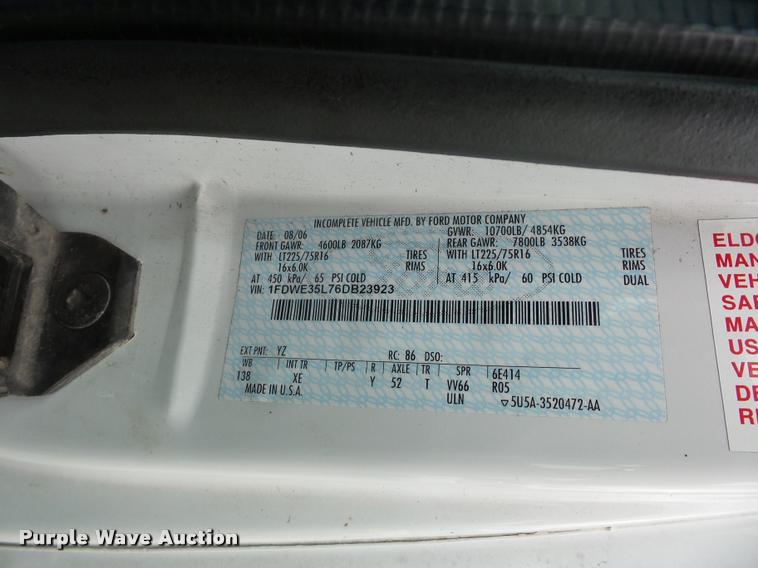 INCOMPLETE VEHICLE MFD. BY FORD MOTOR COMPANY
DATE 08/06 GVWR: 10700LB/ 4854KG
FRONT GAWR: 4600LB 2087KG REAR GAWR: 7800LB 3538KG
WITH LT225/75R16 TIRES WITH LT225/75R16 TIRES
16x6.0K RIMS 16x6.0K RIMS
AT 450 kPa/ 65 PSI COLD AT 415 kPa/ 60 PSI COLD DUAL
VIN: 1FDWE35L76DB23923
EXT PNT: YZ RC: 86 DSO:
WB INT TR TP/PS R AXLE TR SPR 6E414
138 XE Y 52 T VV66 R05
MADE IN U.S.A. ULN ▽5U5A-3520472-AA
ELDO
MAN
VEH
SAF
MA
US
VE
DE
RE
Purple Wave Auction